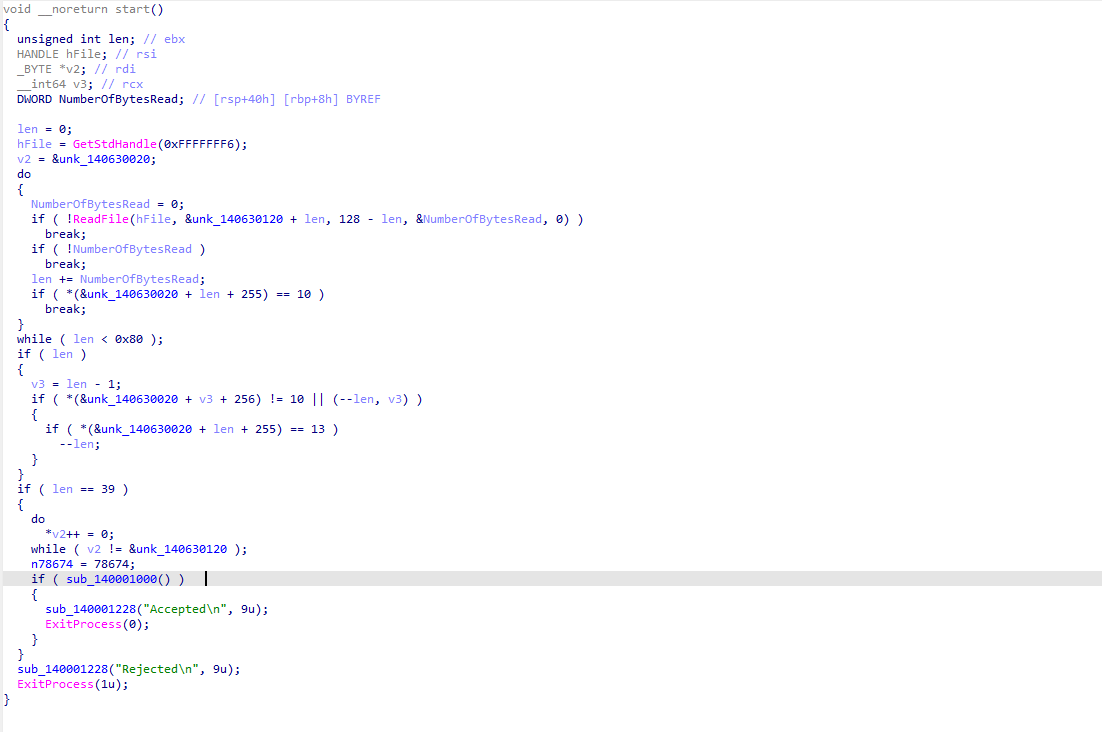 void __noreturn start()
{
  unsigned int len; // ebx
  HANDLE hFile; // rsi
  _BYTE *v2; // rdi
  __int64 v3; // rcx
  DWORD NumberOfBytesRead; // [rsp+40h] [rbp+8h] BYREF

  len = 0;
  hFile = GetStdHandle(0xFFFFFFF6);
  v2 = &unk_140630020;
  do
  {
    NumberOfBytesRead = 0;
    if ( !ReadFile(hFile, &unk_140630120 + len, 128 - len, &NumberOfBytesRead, 0) )
      break;
    if ( !NumberOfBytesRead )
      break;
    len += NumberOfBytesRead;
    if ( *(&unk_140630020 + len + 255) == 10 )
      break;
  }
  while ( len < 0x80 );
  if ( len )
  {
    v3 = len - 1;
    if ( *(&unk_140630020 + v3 + 256) != 10 || (--len, v3) )
    {
      if ( *(&unk_140630020 + len + 255) == 13 )
        --len;
    }
  }
  if ( len == 39 )
  {
    do
      *v2++ = 0;
    while ( v2 != &unk_140630120 );
    n78674 = 78674;
    if ( sub_140001000() )
    {
      sub_140001228("Accepted\n", 9u);
      ExitProcess(0);
    }
  }
  sub_140001228("Rejected\n", 9u);
  ExitProcess(1u);
}